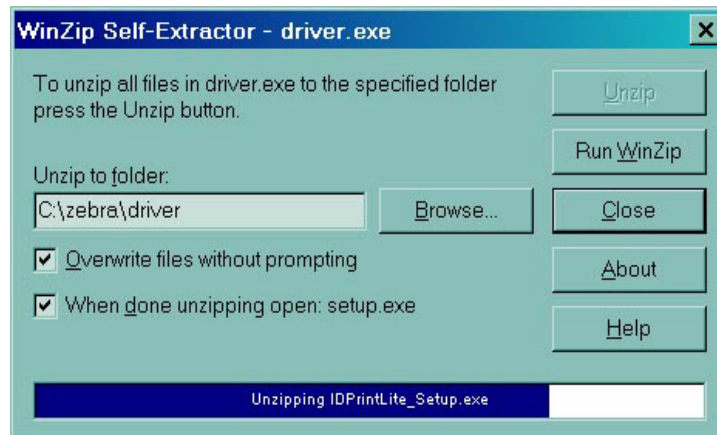 WinZip Self-Extractor - driver.exe
To unzip all files in driver.exe to the specified folder
press the Unzip button.
Unzip
Run WinZip
Unzip to folder:
C:\zebra\driver
Browse...
Close
Overwrite files without prompting
About
When done unzipping open: setup.exe
Help
Unzipping IDPrintLite_Setup.exe